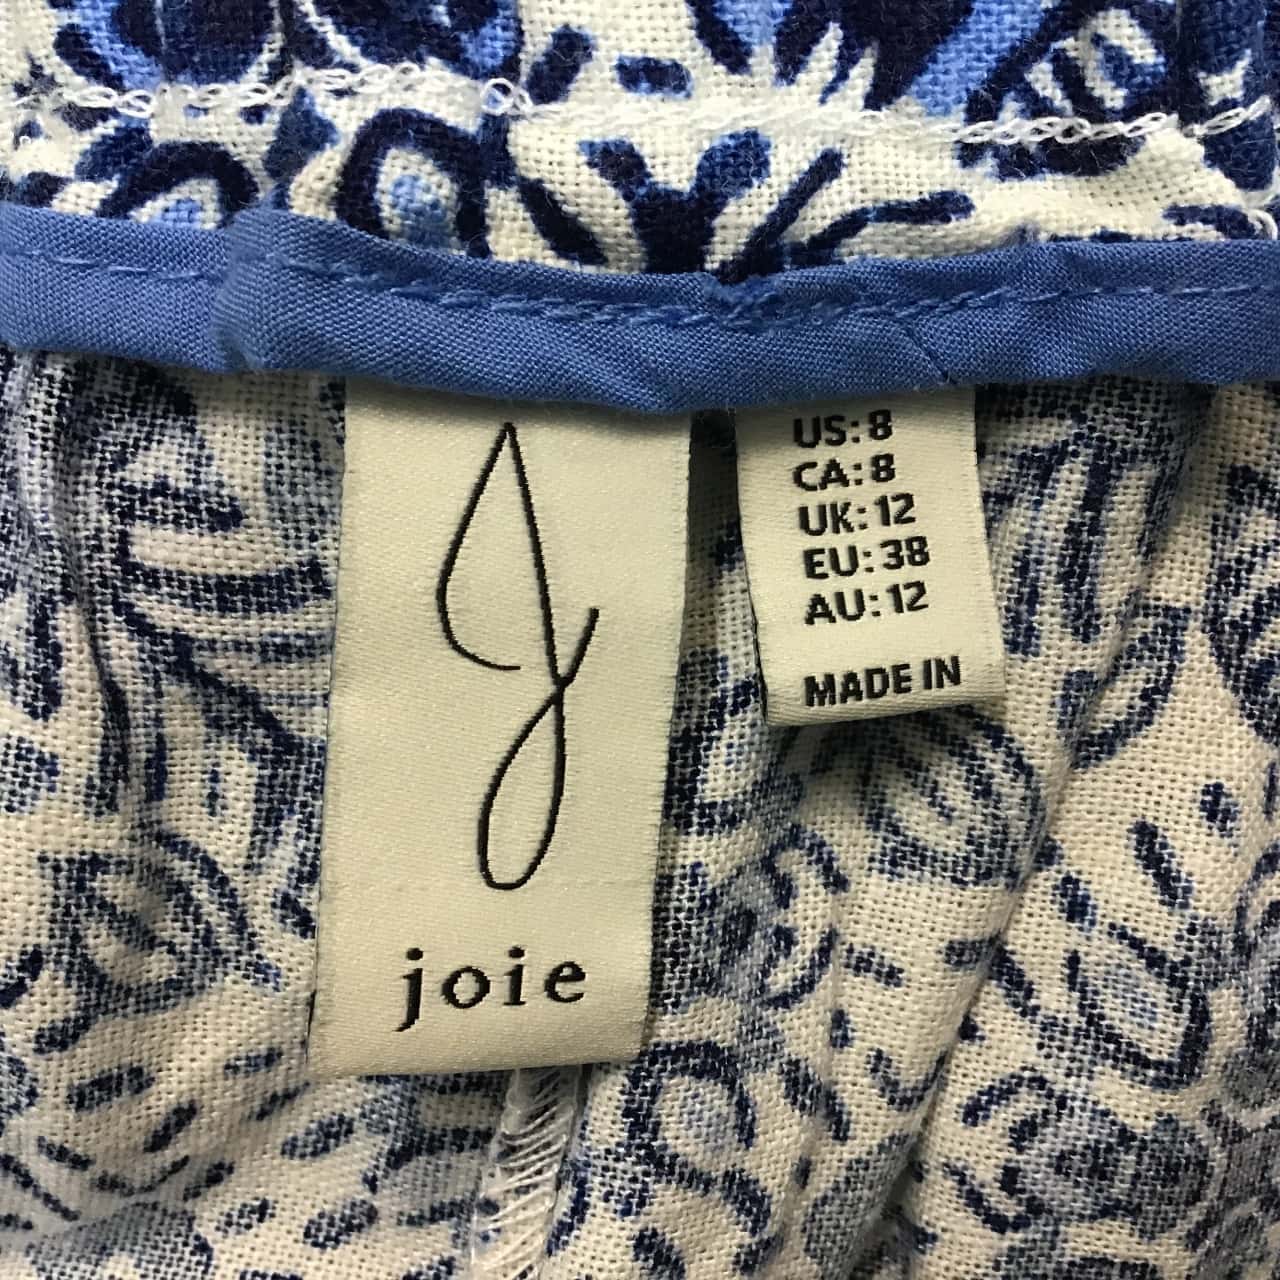 J
joie
US: 8
CA: 8
UK: 12
EU: 38
AU: 12
MADE IN